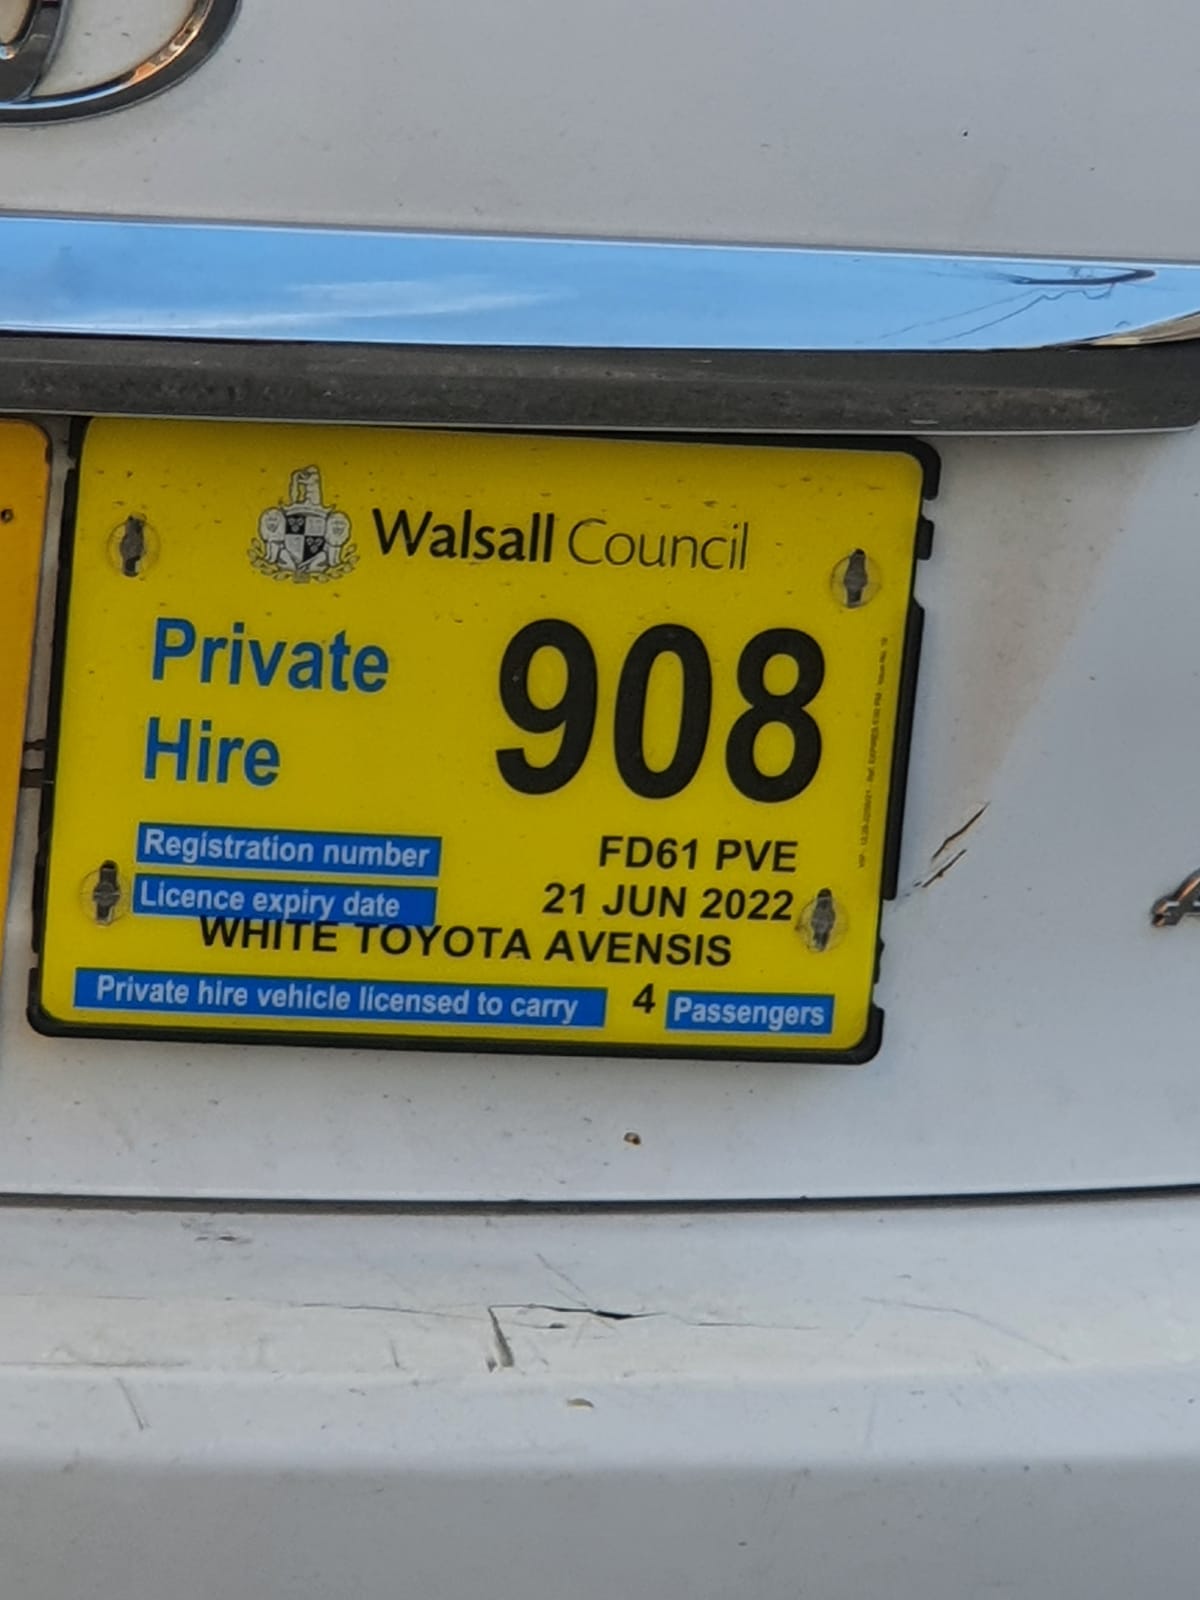 Walsall Council
Private
Hire
908
Registration number FD61 PVE
Licence expiry date 21 JUN 2022
WHITE TOYOTA AVENSIS
Private hire vehicle licensed to carry 4 Passengers